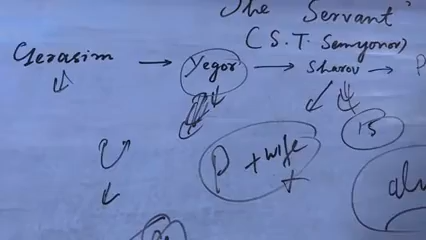 The Servant"
(S.T. Semyonov)
Gerasim → Yegor → Sharov → P
15
P + wife